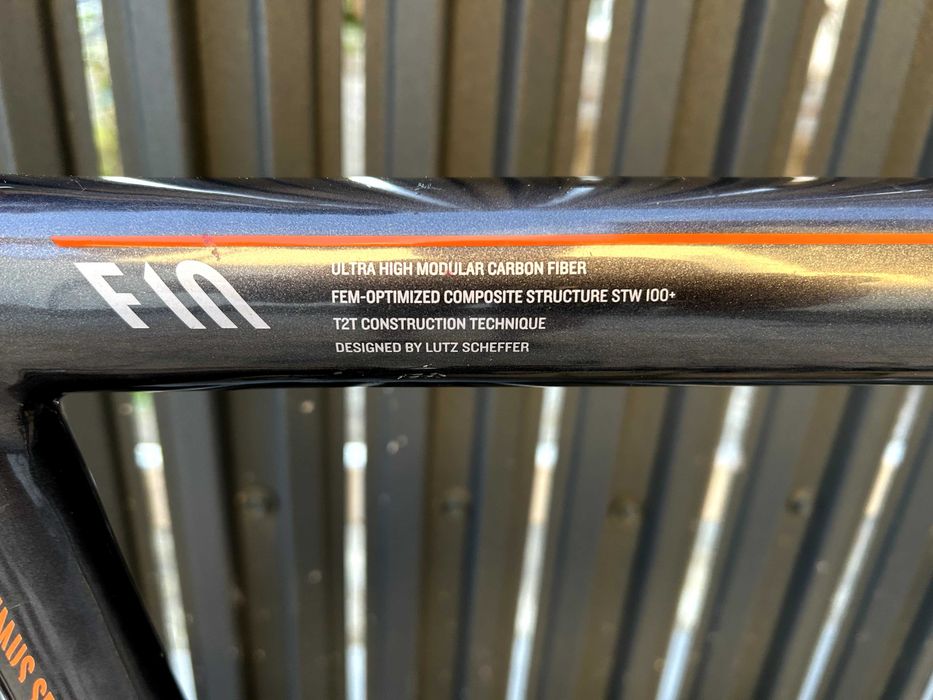 F10
ULTRA HIGH MODULAR CARBON FIBER
FEM-OPTIMIZED COMPOSITE STRUCTURE STW 100+
T2T CONSTRUCTION TECHNIQUE
DESIGNED BY LUTZ SCHEFFER